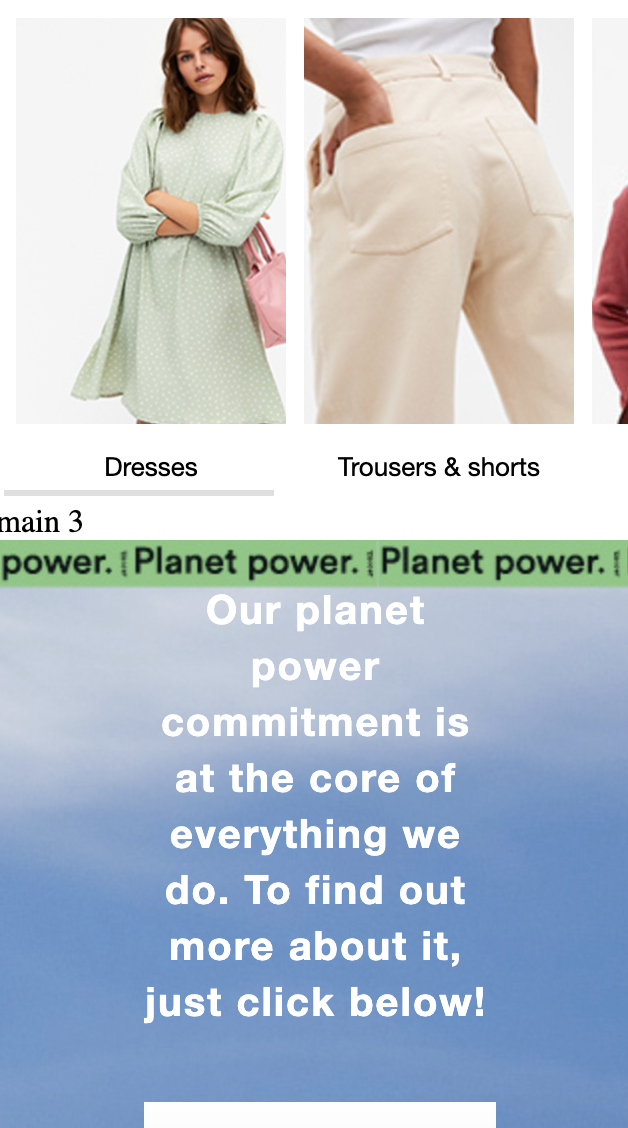 Dresses
Trousers & shorts
main 3
power. Planet power. Planet power.
Our planet
power
commitment is
at the core of
everything we
do. To find out
more about it,
just click below!